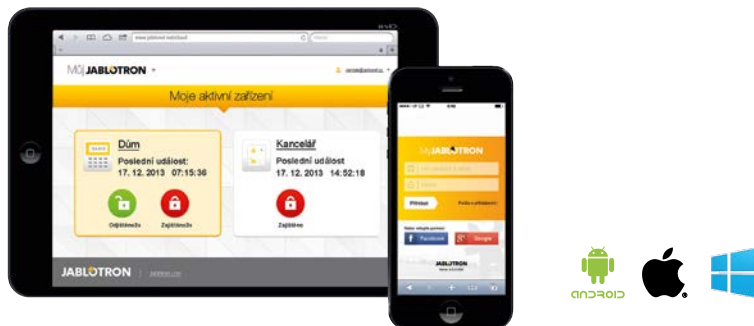 MůjJABLOTRON
Moje aktivní zařízení
Dům
Poslední událost:
17. 12. 2013 07:15:36
Odjištěno
Zajištěno
Kancelář
Poslední událost
17. 12. 2013 14:52:18
Zajištěno
JABLOTRON
MůjJABLOTRON
Přihlásit
Facebook
Google
JABLOTRON
ANDROID